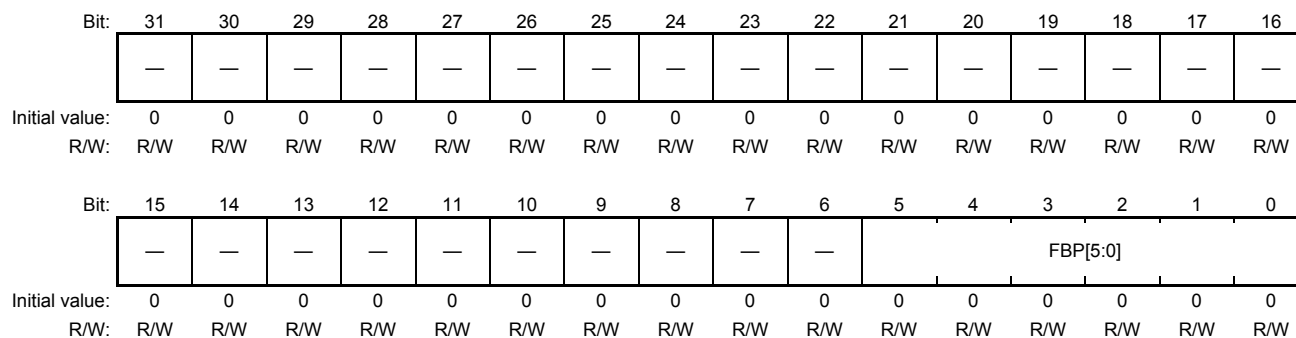 Bit: 31 30 29 28 27 26 25 24 23 22 21 20 19 18 17 16
— — — — — — — — — — — — — — — —
Initial value: 0 0 0 0 0 0 0 0 0 0 0 0 0 0 0 0
R/W: R/W R/W R/W R/W R/W R/W R/W R/W R/W R/W R/W R/W R/W R/W R/W R/W
Bit: 15 14 13 12 11 10 9 8 7 6 5 4 3 2 1 0
— — — — — — — — — — FBP[5:0]
Initial value: 0 0 0 0 0 0 0 0 0 0 0 0 0 0 0 0
R/W: R/W R/W R/W R/W R/W R/W R/W R/W R/W R/W R/W R/W R/W R/W R/W R/W